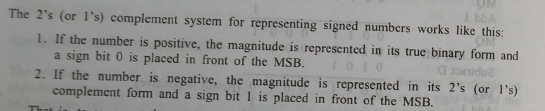 The 2's (or 1's) complement system for representing signed numbers works like this:
1. If the number is positive, the magnitude is represented in its true binary form and
a sign bit 0 is placed in front of the MSB.
2. If the number is negative, the magnitude is represented in its 2's (or 1's)
complement form and a sign bit 1 is placed in front of the MSB.